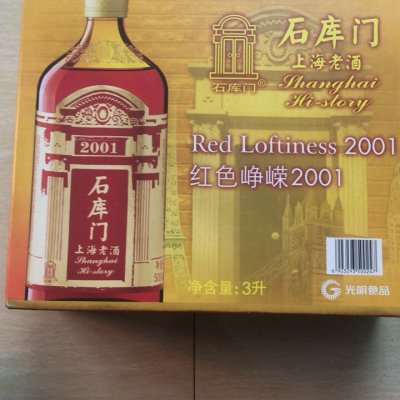 石库门®
石库门
上海老酒
Shanghai
Hi-story
Red Loftiness 2001
红色峥嵘2001
2001
石库门
上海老酒
Shanghai
Hi-story
净含量:3升
光明食品